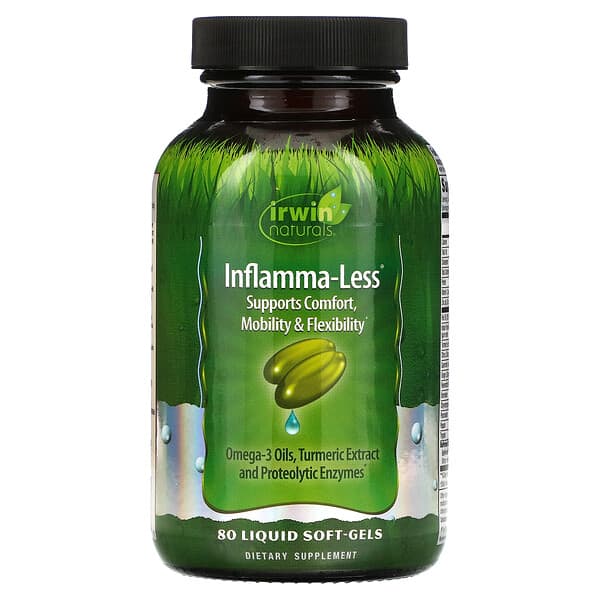 irwin
naturals®
Inflamma-Less®
Supports Comfort,
Mobility & Flexibility*
Omega-3 Oils, Turmeric Extract
and Proteolytic Enzymes*
80 LIQUID SOFT-GELS
DIETARY SUPPLEMENT